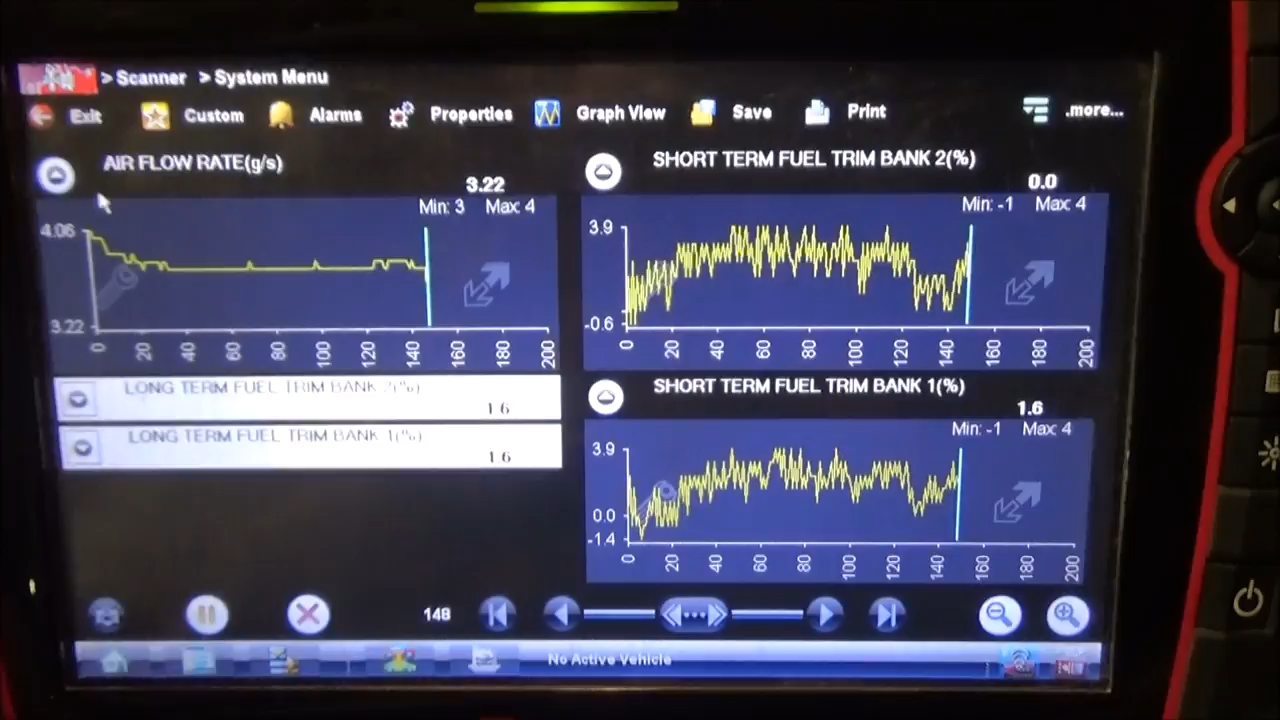 > Scanner > System Menu
Exit Custom Alarms Properties Graph View Save Print .more...
AIR FLOW RATE(g/s)
3.22
Min: 3 Max: 4
4.06
3.22
0 20 40 60 80 100 120 140 160 180 200
LONG TERM FUEL TRIM BANK 2(%)
1.6
LONG TERM FUEL TRIM BANK 1(%)
1.6
SHORT TERM FUEL TRIM BANK 2(%)
0.0
Min: -1 Max: 4
3.9
-0.6
0 20 40 60 80 100 120 140 160 180 200
SHORT TERM FUEL TRIM BANK 1(%)
1.6
Min: -1 Max: 4
3.9
0.0
-1.4
0 20 40 60 80 100 120 140 160 180 200
148
No Active Vehicle